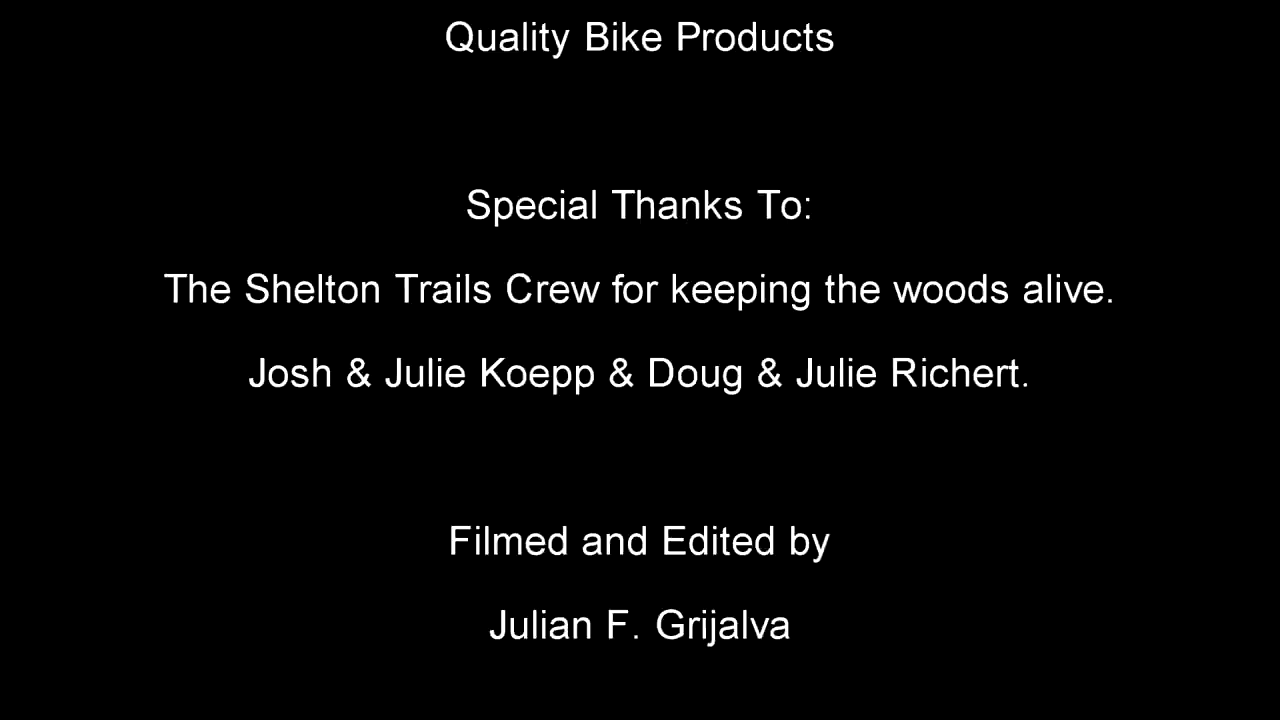 Quality Bike Products
Special Thanks To:
The Shelton Trails Crew for keeping the woods alive.
Josh & Julie Koepp & Doug & Julie Richert.
Filmed and Edited by
Julian F. Grijalva